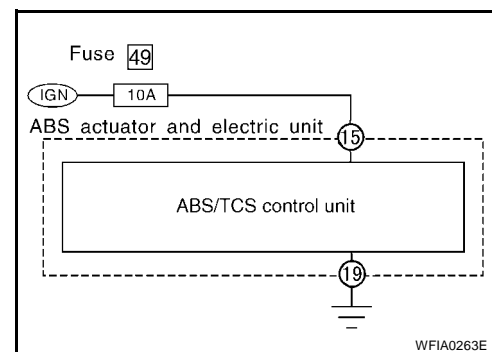 Fuse 49
IGN 10A
ABS actuator and electric unit 15
ABS/TCS control unit
19
WFIA0263E